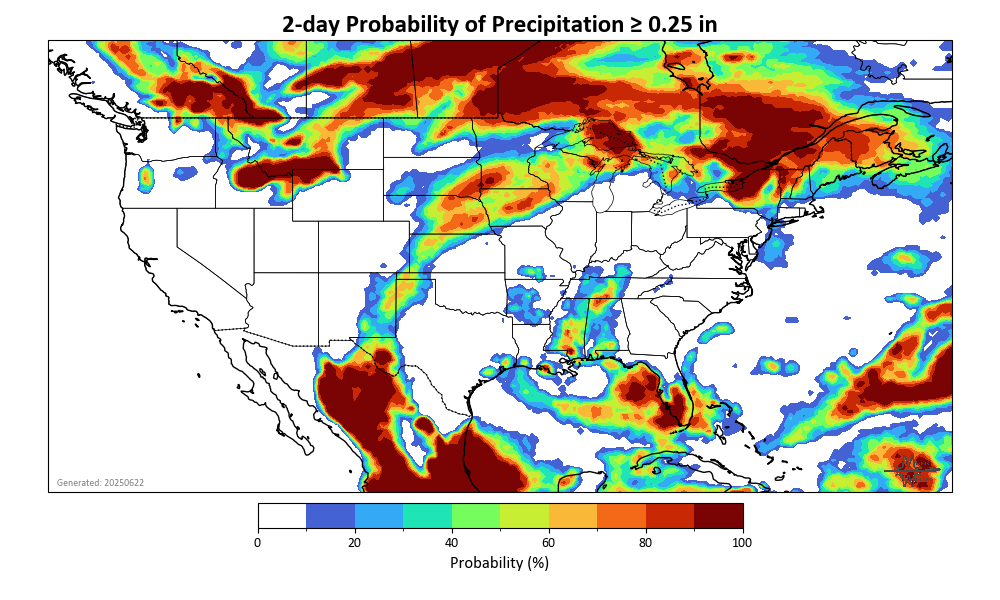 2-day Probability of Precipitation ≥ 0.25 in
Generated: 20250622
0 20 40 60 80 100
Probability (%)